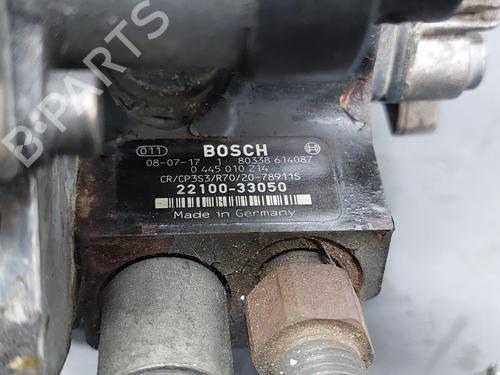 B-PARTS
011 BOSCH
08-07-17 1 80338 614087
0 445 010 214
CR/CP3S3/R70/20-78911S
22100-33050
Made in Germany